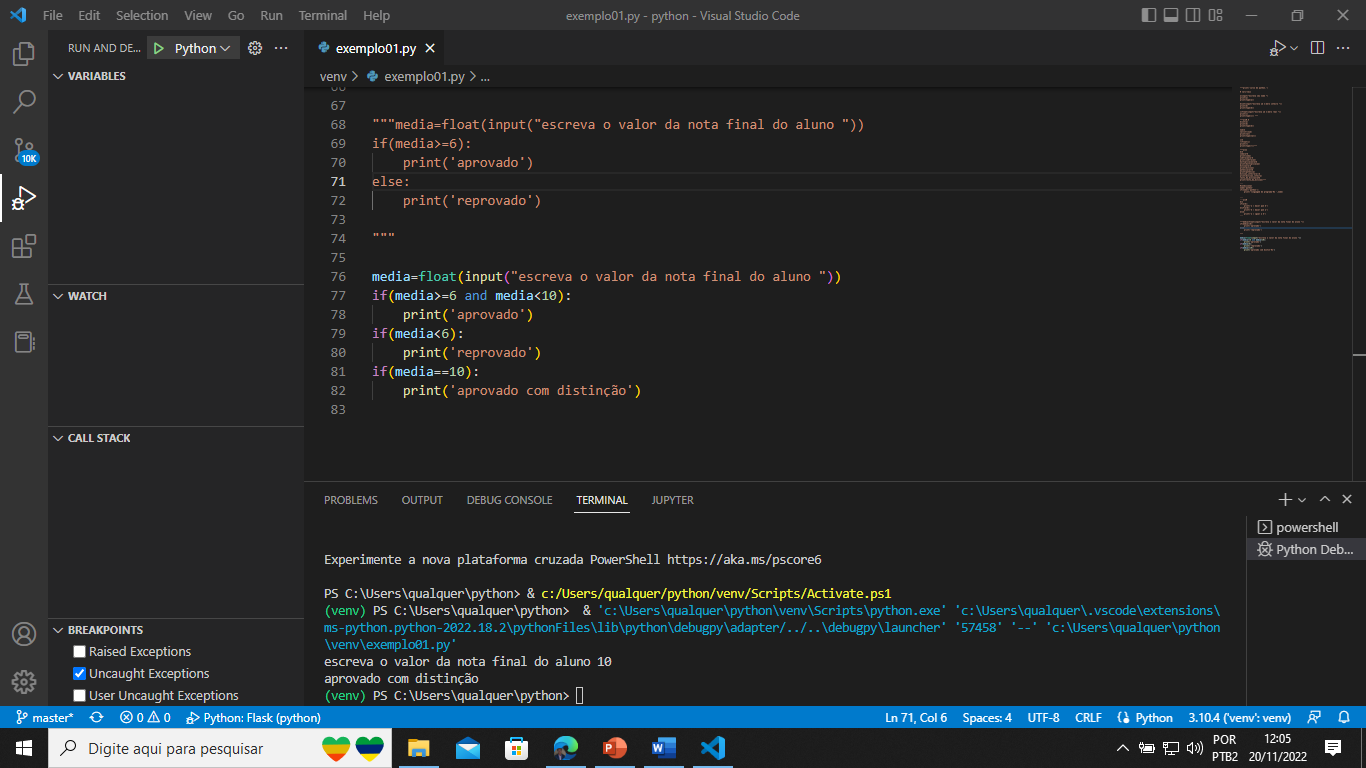 File Edit Selection View Go Run Terminal Help exemplo01.py - python - Visual Studio Code
RUN AND DE... Python
exemplo01.py
venv > exemplo01.py > ...
VARIABLES
WATCH
CALL STACK
BREAKPOINTS
Raised Exceptions
Uncaught Exceptions
User Uncaught Exceptions
10K
67
68 """media=float(input("escreva o valor da nota final do aluno "))
69 if(media>=6):
70     print('aprovado')
71 else:
72     print('reprovado')
73
74 """
75
76 media=float(input("escreva o valor da nota final do aluno "))
77 if(media>=6 and media<10):
78     print('aprovado')
79 if(media<6):
80     print('reprovado')
81 if(media==10):
82     print('aprovado com distinção')
83
PROBLEMS OUTPUT DEBUG CONSOLE TERMINAL JUPYTER
powershell
Python Deb...
Experimente a nova plataforma cruzada PowerShell https://aka.ms/pscore6
PS C:\Users\qualquer\python> & c:/Users/qualquer/python/venv/Scripts/Activate.ps1
(venv) PS C:\Users\qualquer\python>  & 'c:\Users\qualquer\python\venv\Scripts\python.exe' 'c:\Users\qualquer\.vscode\extensions\
ms-python.python-2022.18.2\pythonFiles\lib\python\debugpy\adapter/../..\debugpy\launcher' '57458' '--' 'c:\Users\qualquer\python
\venv\exemplo01.py'
escreva o valor da nota final do aluno 10
aprovado com distinção
(venv) PS C:\Users\qualquer\python>
master* 0 0 Python: Flask (python) Ln 71, Col 6 Spaces: 4 UTF-8 CRLF Python 3.10.4 ('venv': venv)
Digite aqui para pesquisar
POR
PTB2
12:05
20/11/2022